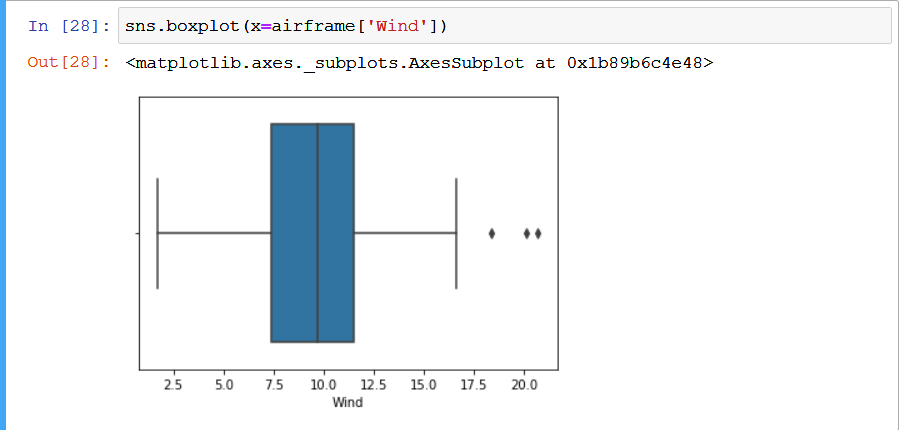 In [28]: sns.boxplot(x=airframe['Wind'])
Out[28]: <matplotlib.axes._subplots.AxesSubplot at 0x1b89b6c4e48>
2.5 5.0 7.5 10.0 12.5 15.0 17.5 20.0
Wind